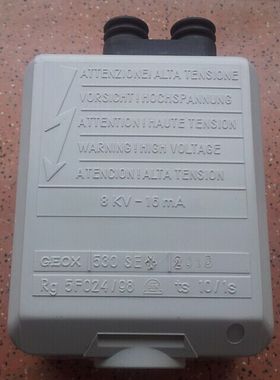 ATTENZIONE! ALTA TENSIONE
VORSICHT! HOCHSPANNUNG
ATTENTION! HAUTE TENSION
WARNING! HIGH VOLTAGE
ATENCION! ALTA TENSION
8 KV - 16 mA
530 SE
Rg 5F024/98 ts 10/1s